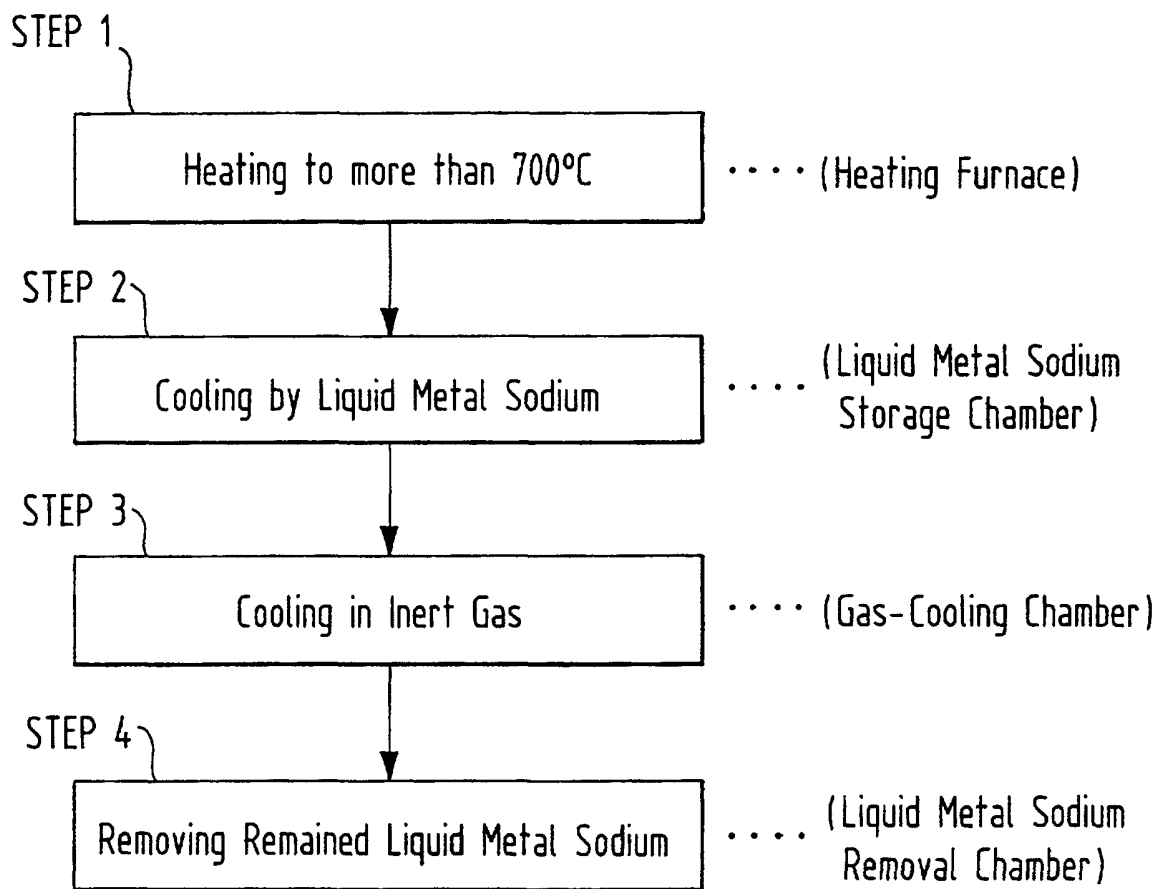 STEP 1
Heating to more than 700°C
···· (Heating Furnace)
STEP 2
Cooling by Liquid Metal Sodium
···· (Liquid Metal Sodium
Storage Chamber)
STEP 3
Cooling in Inert Gas
···· (Gas-Cooling Chamber)
STEP 4
Removing Remained Liquid Metal Sodium
···· (Liquid Metal Sodium
Removal Chamber)